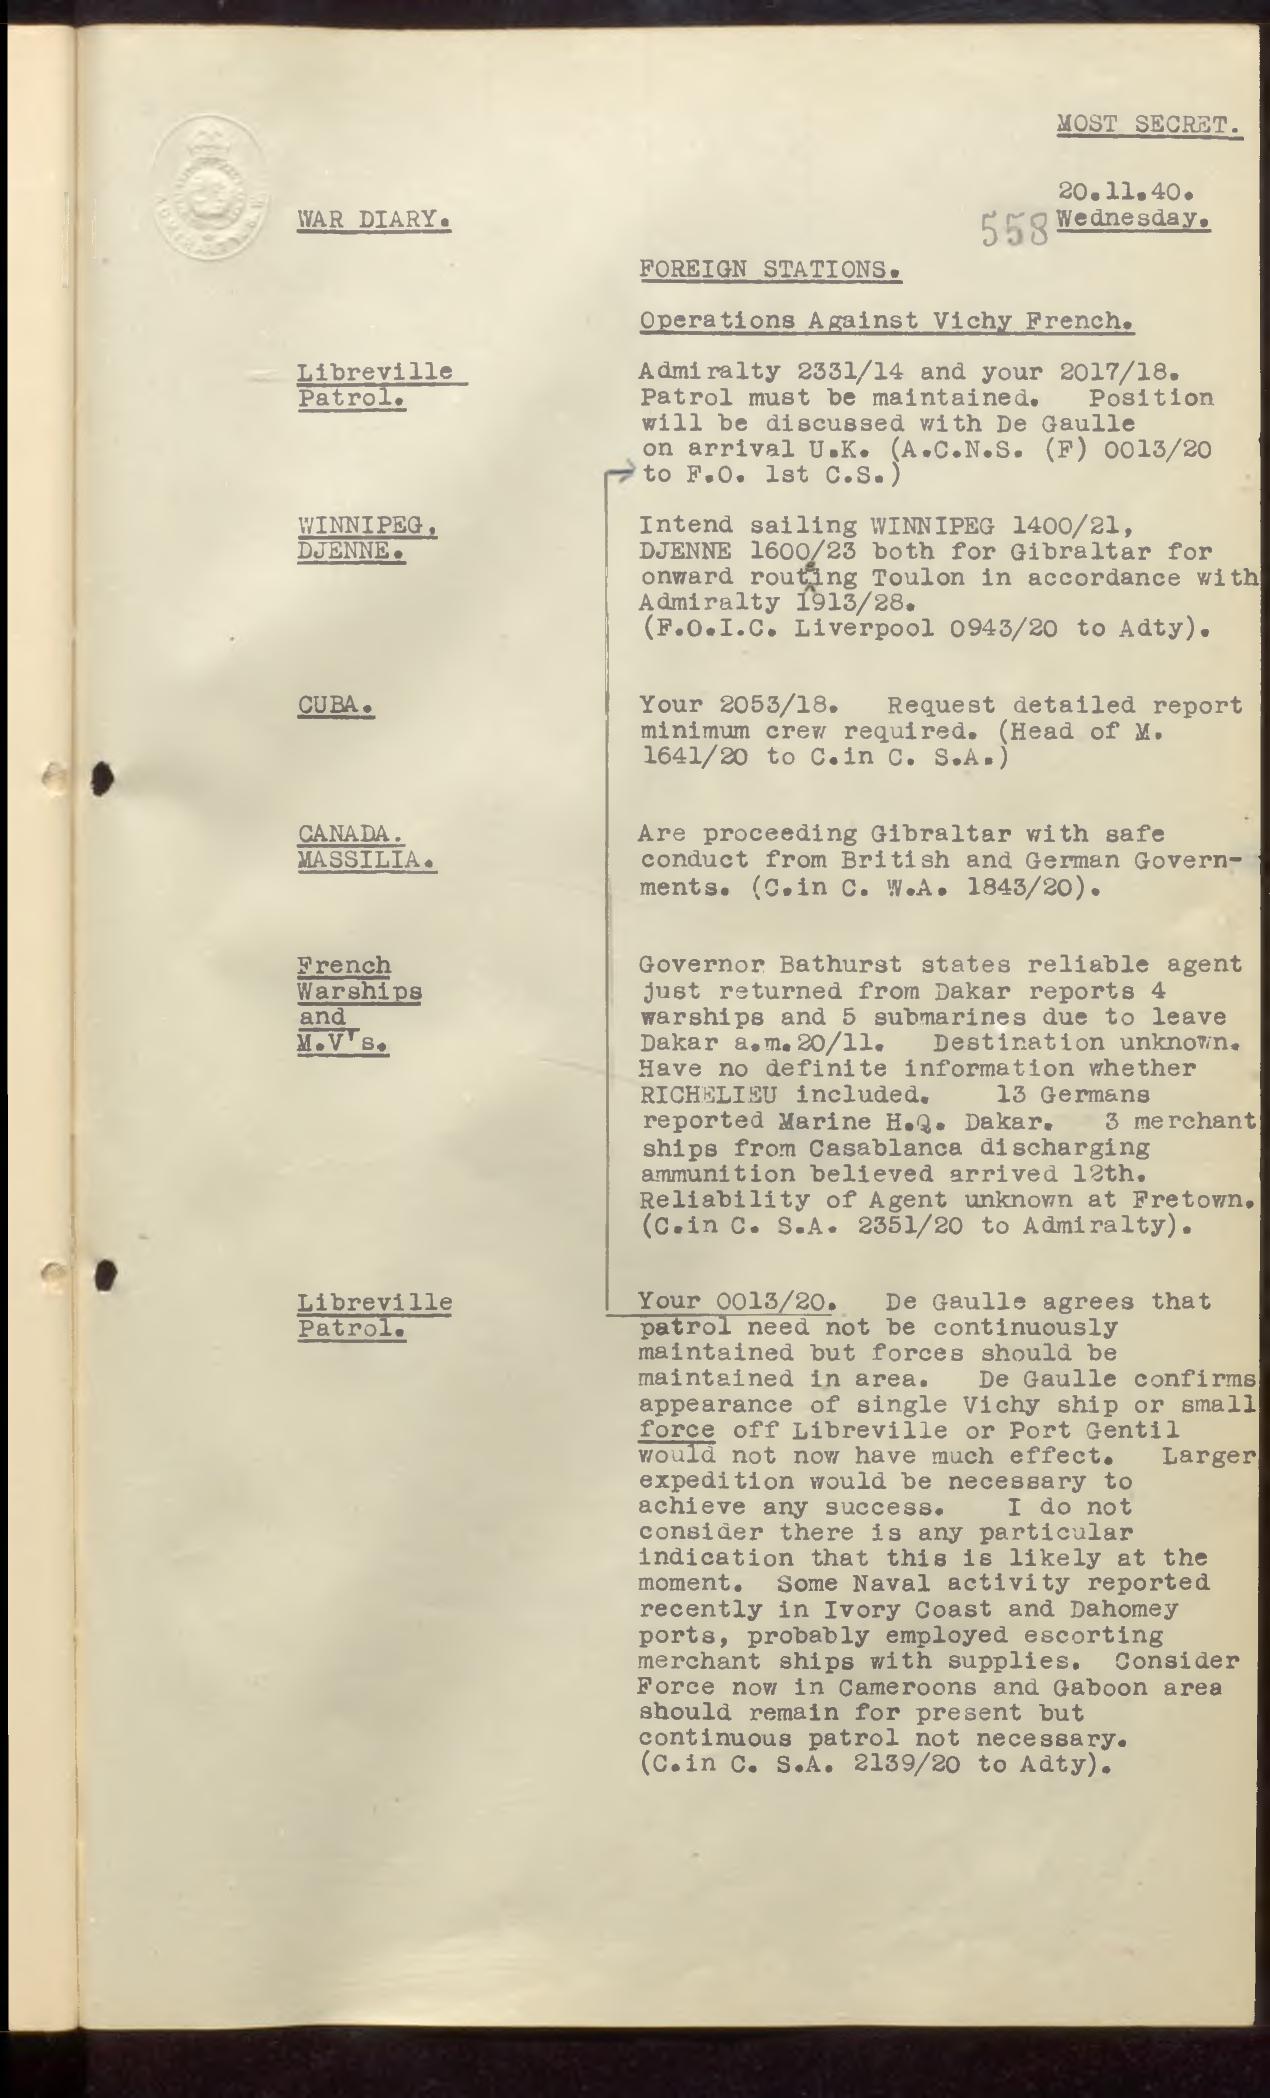 MOST SECRET.
20.11.40.
WAR DIARY.
558 Wednesday.
FOREIGN STATIONS.
Operations Against Vichy French.
Libreville
Patrol.
Admiralty 2331/14 and your 2017/18.
Patrol must be maintained. Position
will be discussed with De Gaulle
on arrival U.K. (A.C.N.S. (F) 0013/20
to F.O. 1st C.S.)
WINNIPEG,
DJENNE.
Intend sailing WINNIPEG 1400/21,
DJENNE 1600/23 both for Gibraltar for
onward routeing Toulon in accordance with
Admiralty 1913/28.
(F.O.I.C. Liverpool 0943/20 to Adty).
CUBA.
Your 2053/18. Request detailed report
minimum crew required. (Head of M.
1641/20 to C.in C. S.A.)
CANADA.
MASSILIA.
Are proceeding Gibraltar with safe
conduct from British and German Govern-
ments. (C.in C. W.A. 1843/20).
French
Warships
and
M.V's.
Governor Bathurst states reliable agent
just returned from Dakar reports 4
warships and 5 submarines due to leave
Dakar a.m.20/11. Destination unknown.
Have no definite information whether
RICHELIEU included. 13 Germans
reported Marine H.Q. Dakar. 3 merchant
ships from Casablanca discharging
ammunition believed arrived 12th.
Reliability of Agent unknown at Fretown.
(C.in C. S.A. 2351/20 to Admiralty).
Libreville
Patrol.
Your 0013/20. De Gaulle agrees that
patrol need not be continuously
maintained but forces should be
maintained in area. De Gaulle confirms
appearance of single Vichy ship or small
force off Libreville or Port Gentil
would not now have much effect. Larger
expedition would be necessary to
achieve any success. I do not
consider there is any particular
indication that this is likely at the
moment. Some Naval activity reported
recently in Ivory Coast and Dahomey
ports, probably employed escorting
merchant ships with supplies. Consider
Force now in Cameroons and Gaboon area
should remain for present but
continuous patrol not necessary.
(C.in C. S.A. 2139/20 to Adty).